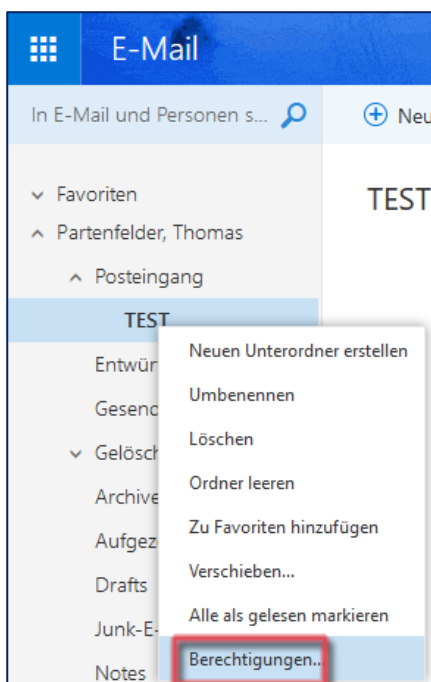 E-Mail
In E-Mail und Personen s...
Neu
Favoriten
TEST
Partenfelder, Thomas
Posteingang
TEST
Neuen Unterordner erstellen
Entwür
Umbenennen
Gesend
Löschen
Gelösch
Ordner leeren
Archive
Zu Favoriten hinzufügen
Aufgez
Verschieben...
Drafts
Alle als gelesen markieren
Junk-E-
Berechtigungen...
Notes